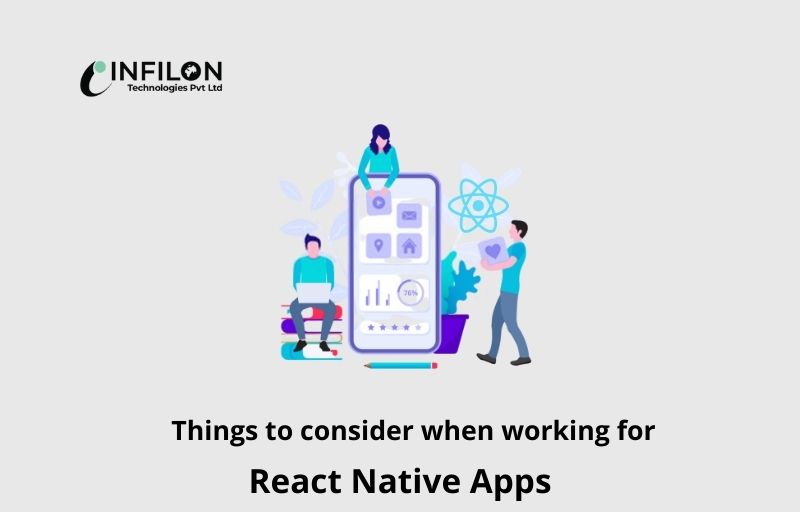 INFILON
Technologies Pvt Ltd
76%
Things to consider when working for
React Native Apps